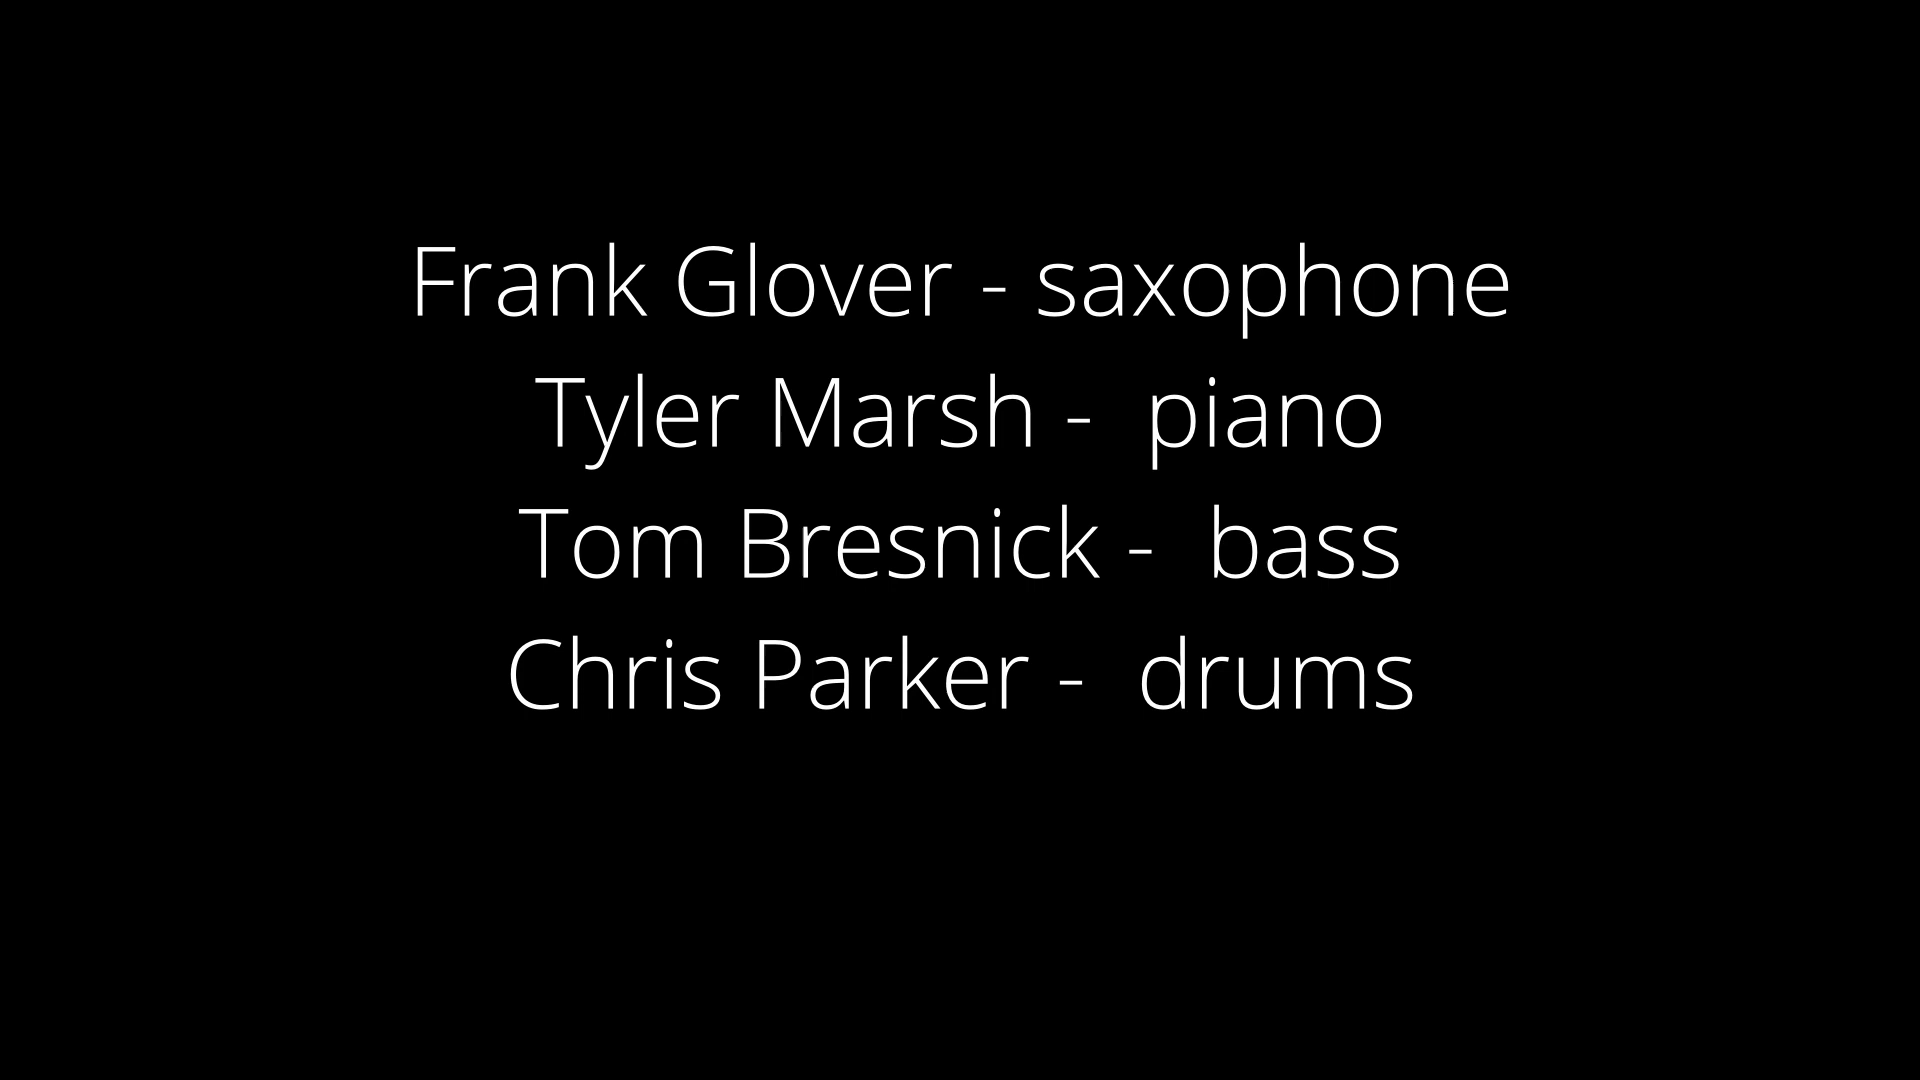 Frank Glover - saxophone
Tyler Marsh -  piano
Tom Bresnick -  bass
Chris Parker -  drums